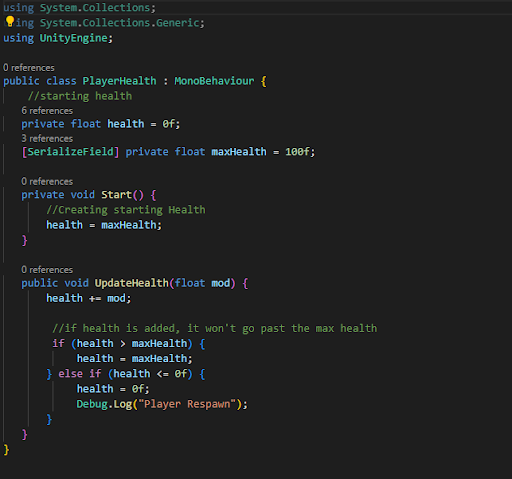 using System.Collections;
using System.Collections.Generic;
using UnityEngine;
0 references
public class PlayerHealth : MonoBehaviour {
//starting health
6 references
private float health = 0f;
3 references
[SerializeField] private float maxHealth = 100f;
0 references
private void Start() {
//Creating starting Health
health = maxHealth;
}
0 references
public void UpdateHealth(float mod) {
health += mod;
//if health is added, it won't go past the max health
if (health > maxHealth) {
health = maxHealth;
} else if (health <= 0f) {
health = 0f;
Debug.Log("Player Respawn");
}
}
}